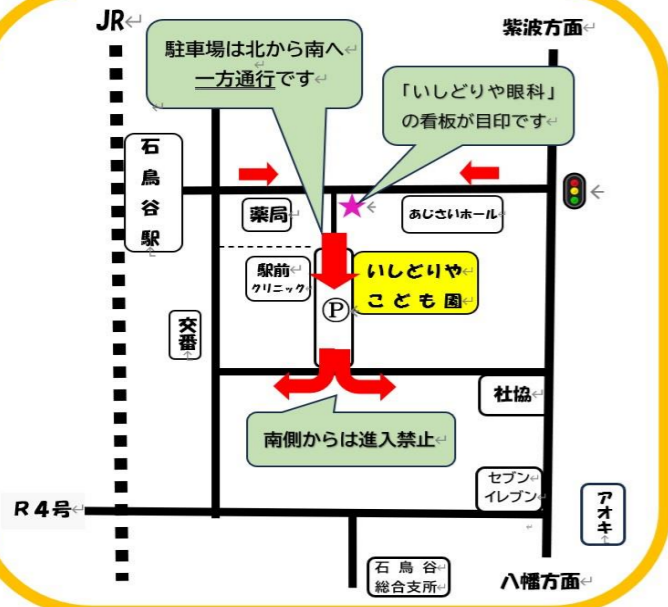 JR
紫波方面
駐車場は北から南へ
一方通行です
「いしどりや眼科」
の看板が目印です
石鳥谷駅
薬局
あじさいホール
駅前
クリニック
いしどりや
こども園
Ⓟ
交番
社協
南側からは進入禁止
セブン
イレブン
R4号
アオキ
石鳥谷
総合支所
八幡方面